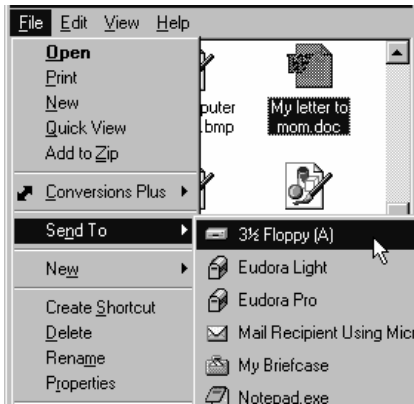 File Edit View Help
Open
Print
New
Quick View
Add to Zip
Conversions Plus
Send To
New
Create Shortcut
Delete
Rename
Properties
puter
.bmp
My letter to
mom.doc
3½ Floppy (A)
Eudora Light
Eudora Pro
Mail Recipient Using Micr
My Briefcase
Notepad.exe